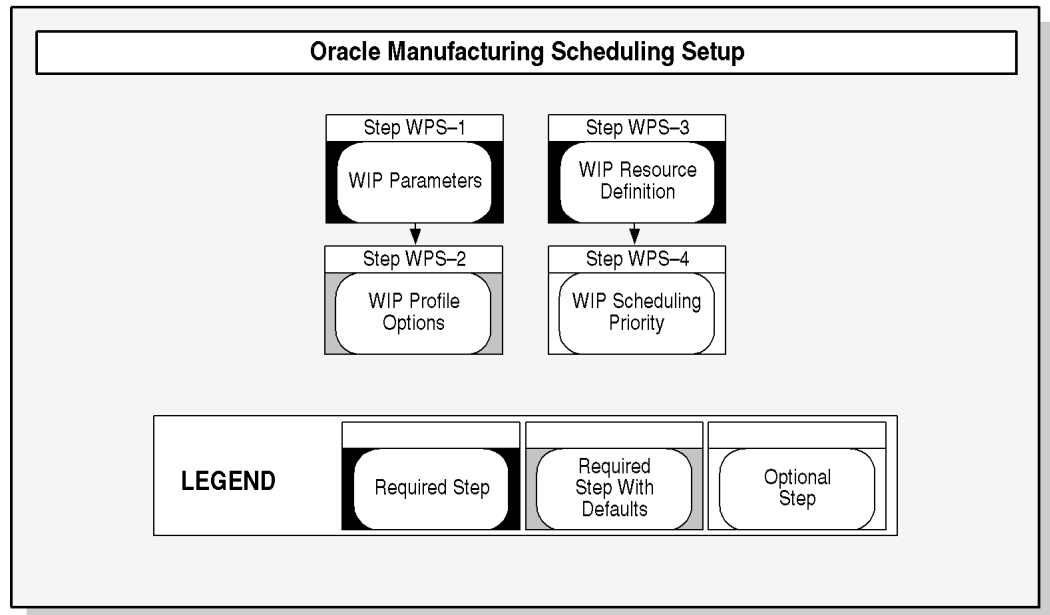 Oracle Manufacturing Scheduling Setup
Step WPS–1
WIP Parameters
Step WPS–2
WIP Profile
Options
Step WPS–3
WIP Resource
Definition
Step WPS–4
WIP Scheduling
Priority
LEGEND
Required Step
Required
Step With
Defaults
Optional
Step